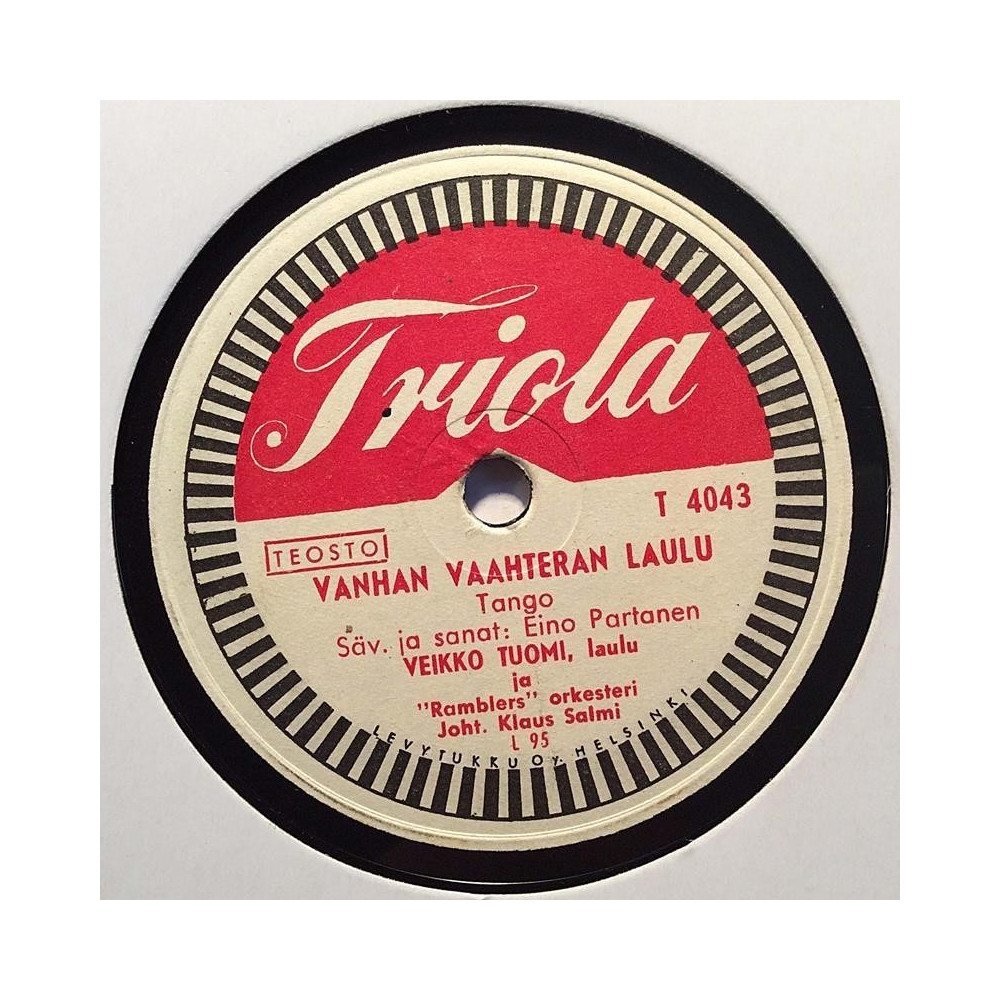 Triola
T 4043
TEOSTO
VANHAN VAAHTERAN LAULU
Tango
Säv. ja sanat: Eino Partanen
VEIKKO TUOMI, laulu
ja
"Ramblers" orkesteri
Joht. Klaus Salmi
L 95
LEVYTUKKU OY. HELSINKI